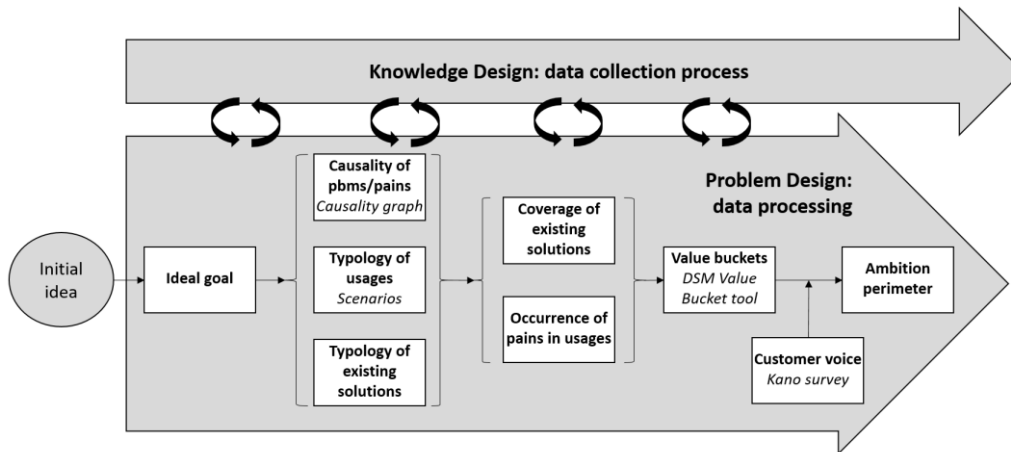 Knowledge Design: data collection process
Problem Design:
data processing
Initial
idea
Ideal goal
Causality of
pbms/pains
Causality graph
Typology
of usages
Scenarios
Typology of
existing
solutions
Coverage of
existing
solutions
Occurrence of
pains in usages
Value buckets
DSM Value
Bucket tool
Customer voice
Kano survey
Ambition
perimeter